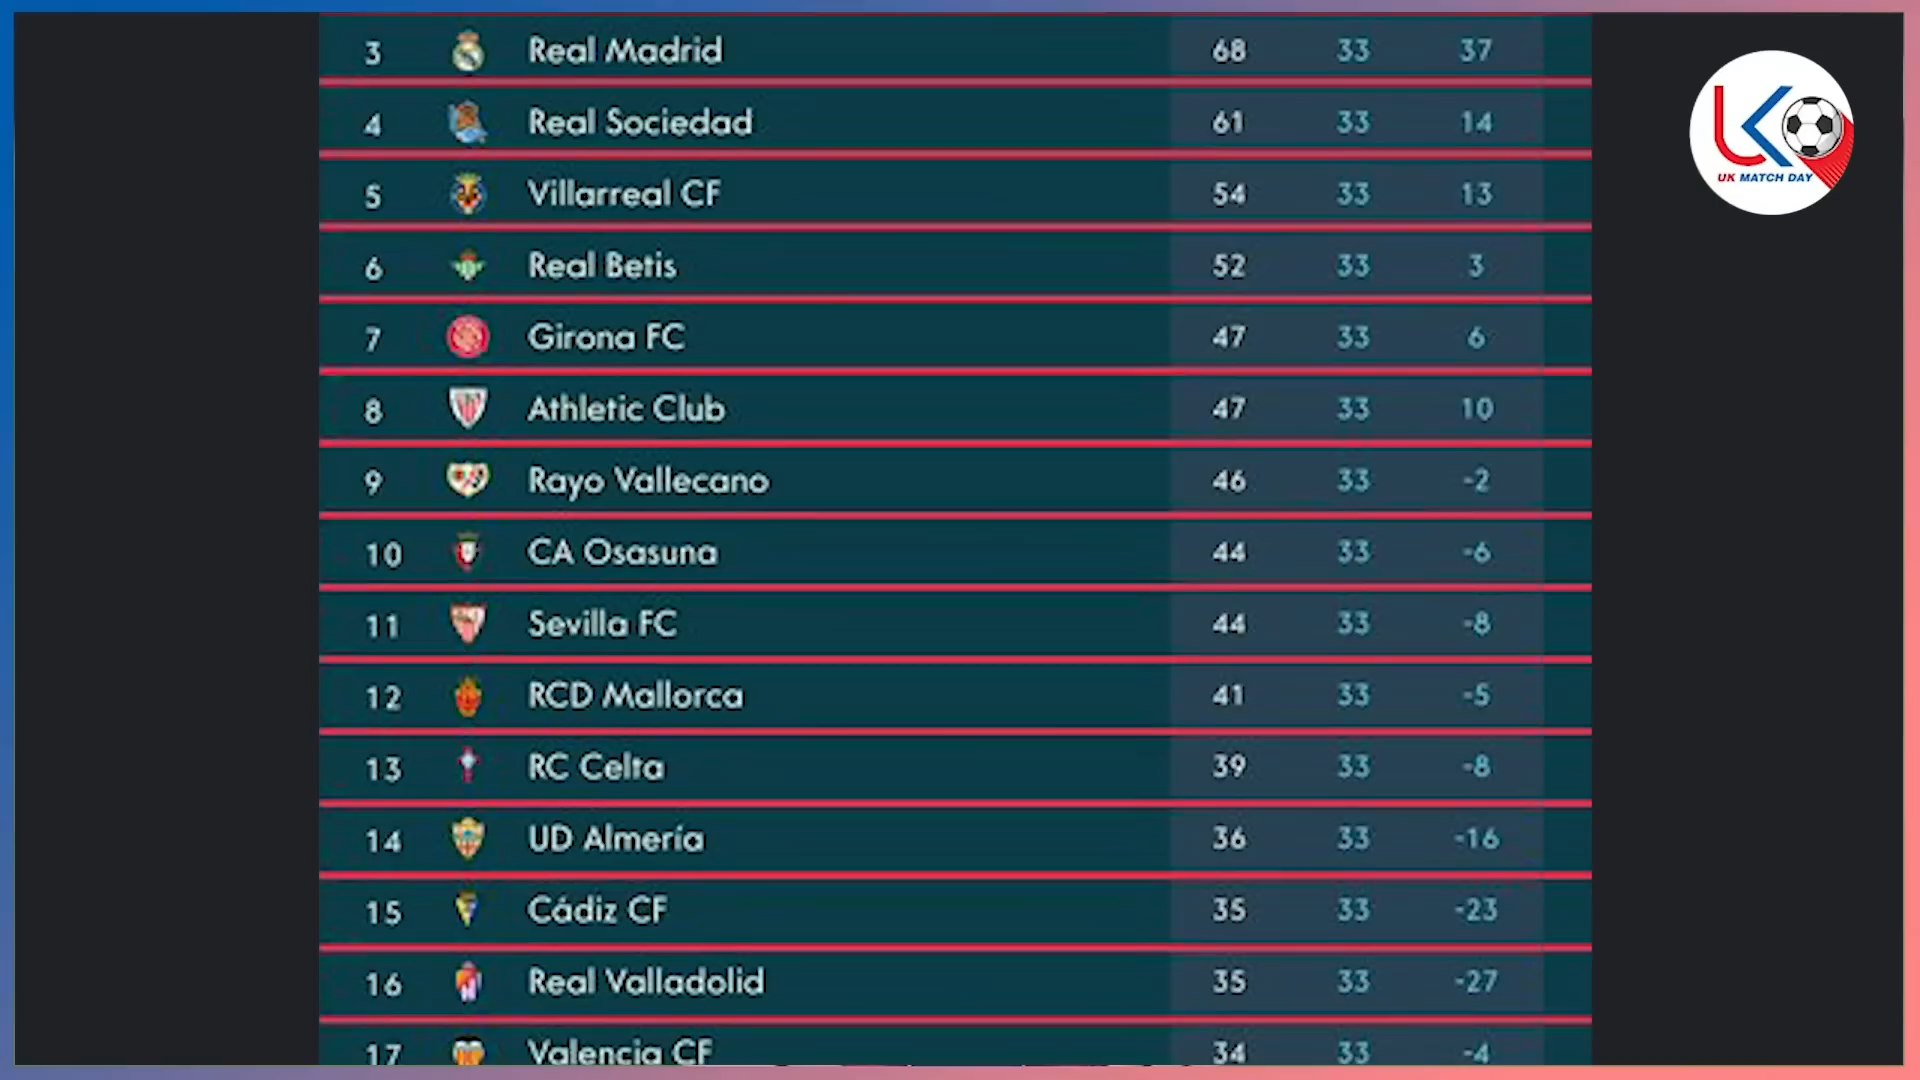 3 Real Madrid 68 33 37
4 Real Sociedad 61 33 14
5 Villarreal CF 54 33 13
6 Real Betis 52 33 3
7 Girona FC 47 33 6
8 Athletic Club 47 33 10
9 Rayo Vallecano 46 33 -2
10 CA Osasuna 44 33 -6
11 Sevilla FC 44 33 -8
12 RCD Mallorca 41 33 -5
13 RC Celta 39 33 -8
14 UD Almería 36 33 -16
15 Cádiz CF 35 33 -23
16 Real Valladolid 35 33 -27
17 Valencia CF 34 33 -4
UK
UK MATCH DAY